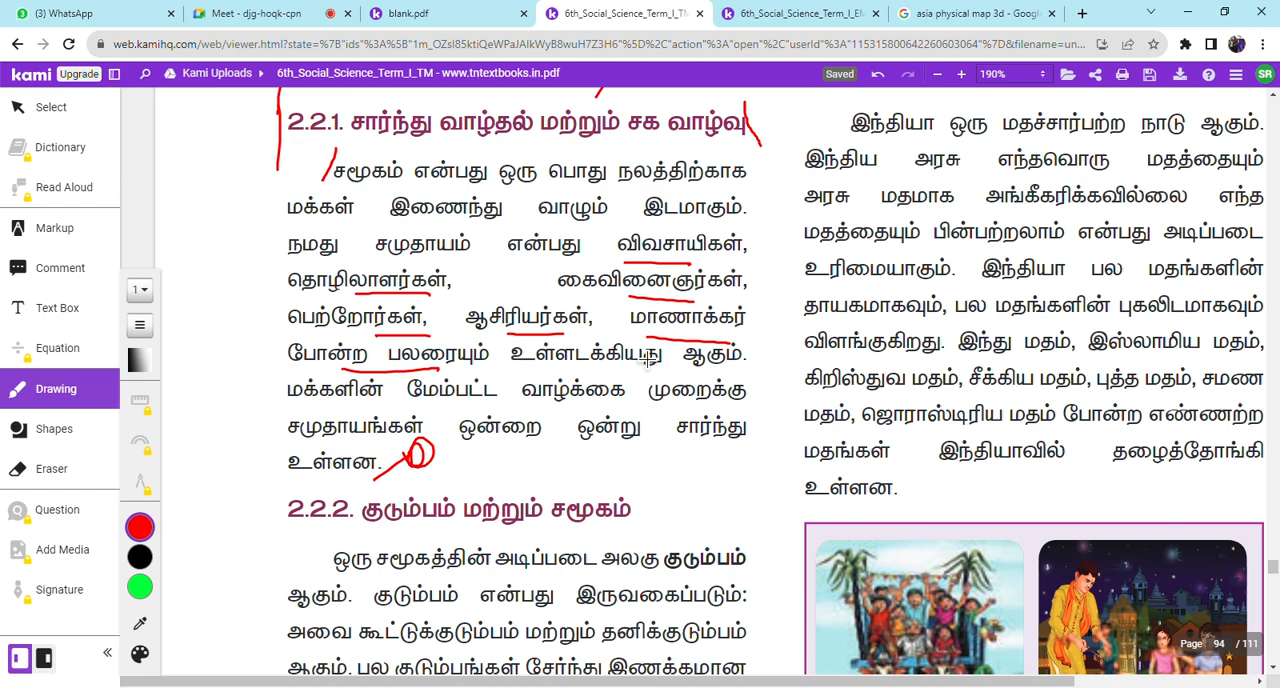 (3) WhatsApp
Meet - djg-hoqk-cpn
blank.pdf
6th_Social_Science_Term_I_TM
6th_Social_Science_Term_I_EM
asia physical map 3d - Google
web.kamihq.com/web/viewer.html?state=%7B"ids"%3A%5B"1m_OZsI85ktiQeWPaJAIkWyB8wuH7Z3H6"%5D%2C"action"%3A"open"%2C"userId"%3A"115315800642260603064"%7D&filename=un...
kami Upgrade
Kami Uploads
6th_Social_Science_Term_I_TM - www.tntextbooks.in.pdf
Saved
190%
SR
Select
Dictionary
Read Aloud
Markup
Comment
Text Box
Equation
Drawing
Shapes
Eraser
Question
Add Media
Signature
1
2.2.1. சார்ந்து வாழ்தல் மற்றும் சக வாழ்வு
சமூகம் என்பது ஒரு பொது நலத்திற்காக
மக்கள் இணைந்து வாழும் இடமாகும்.
நமது சமுதாயம் என்பது விவசாயிகள்,
தொழிலாளர்கள், கைவினைஞர்கள்,
பெற்றோர்கள், ஆசிரியர்கள், மாணாக்கர்
போன்ற பலரையும் உள்ளடக்கியது ஆகும்.
மக்களின் மேம்பட்ட வாழ்க்கை முறைக்கு
சமுதாயங்கள் ஒன்றை ஒன்று சார்ந்து
உள்ளன.
2.2.2. குடும்பம் மற்றும் சமூகம்
ஒரு சமூகத்தின் அடிப்படை அலகு குடும்பம்
ஆகும். குடும்பம் என்பது இருவகைப்படும்:
அவை கூட்டுக்குடும்பம் மற்றும் தனிக்குடும்பம்
ஆகும். பல குடும்பங்கள் சேர்ந்து இணக்கமான
இந்தியா ஒரு மதச்சார்பற்ற நாடு ஆகும்.
இந்திய அரசு எந்தவொரு மதத்தையும்
அரசு மதமாக அங்கீகரிக்கவில்லை எந்த
மதத்தையும் பின்பற்றலாம் என்பது அடிப்படை
உரிமையாகும். இந்தியா பல மதங்களின்
தாயகமாகவும், பல மதங்களின் புகலிடமாகவும்
விளங்குகிறது. இந்து மதம், இஸ்லாமிய மதம்,
கிறிஸ்துவ மதம், சீக்கிய மதம், புத்த மதம், சமண
மதம், ஜொராஸ்டிரிய மதம் போன்ற எண்ணற்ற
மதங்கள் இந்தியாவில் தழைத்தோங்கி
உள்ளன.
Page 94 / 111